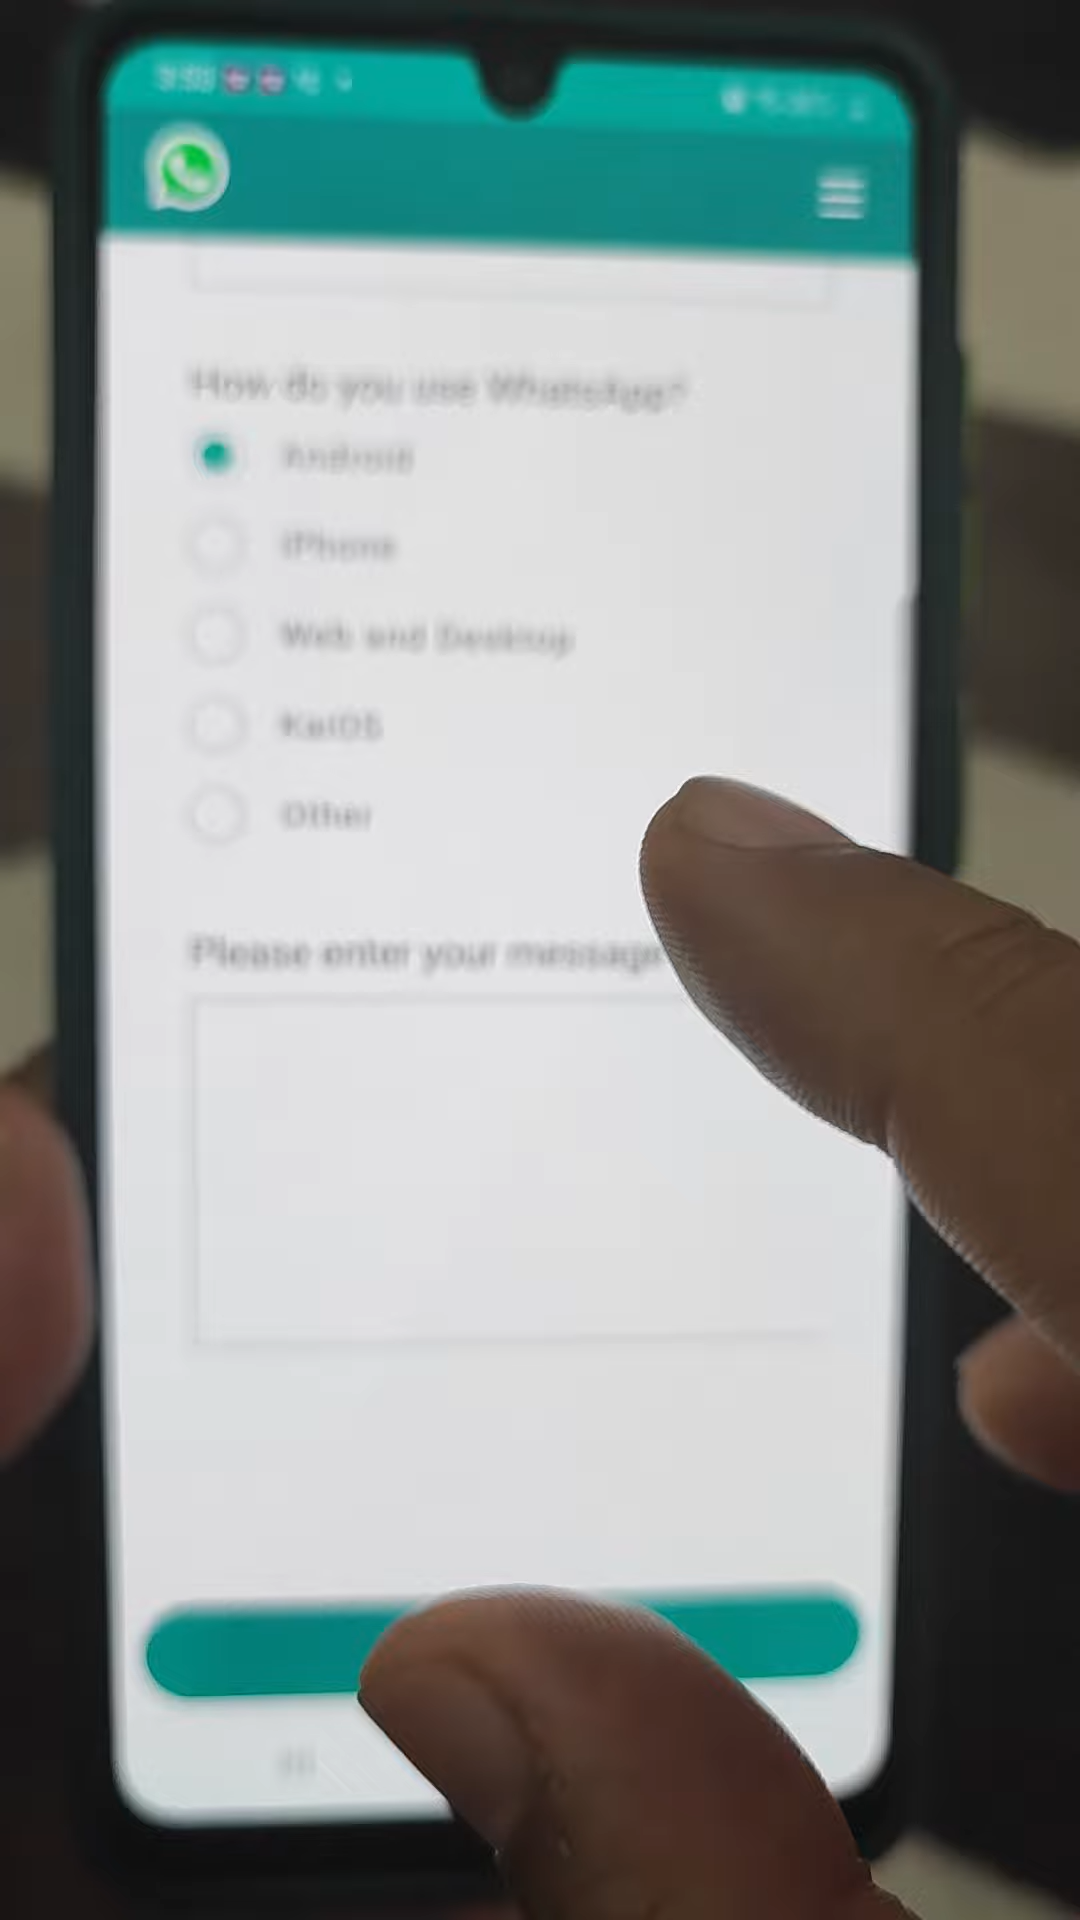 How do you use WhatsApp?
Android
iPhone
Web and Desktop
KaiOS
Other
Please enter your message